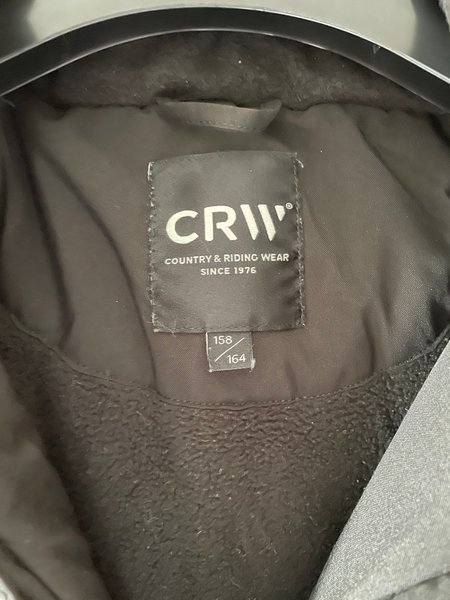 CRW®
COUNTRY & RIDING WEAR
SINCE 1976
158
164